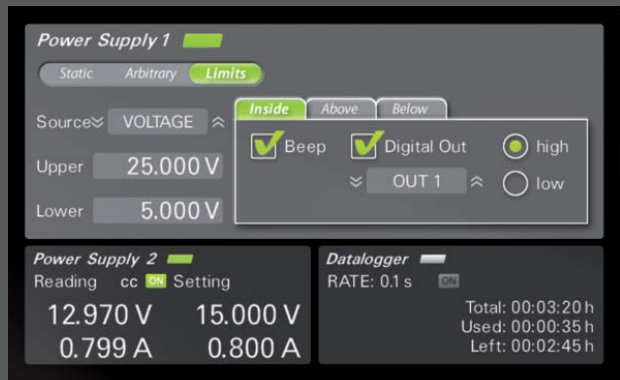 Power Supply 1
Static Arbitrary Limits
Source VOLTAGE
Upper 25.000 V
Lower 5.000 V
Inside Above Below
Beep Digital Out high
OUT 1 low
Power Supply 2
Reading cc ON Setting
12.970 V 15.000 V
0.799 A 0.800 A
Datalogger
RATE: 0.1 s ON
Total: 00:03:20 h
Used: 00:00:35 h
Left: 00:02:45 h